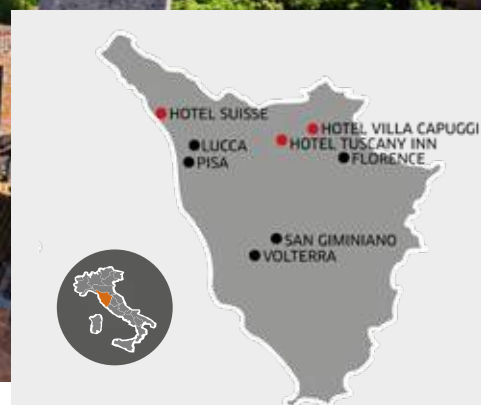 HOTEL SUISSE
HOTEL VILLA CAPUGGI
HOTEL TUSCANY INN
LUCCA
FLORENCE
PISA
SAN GIMINIANO
VOLTERRA